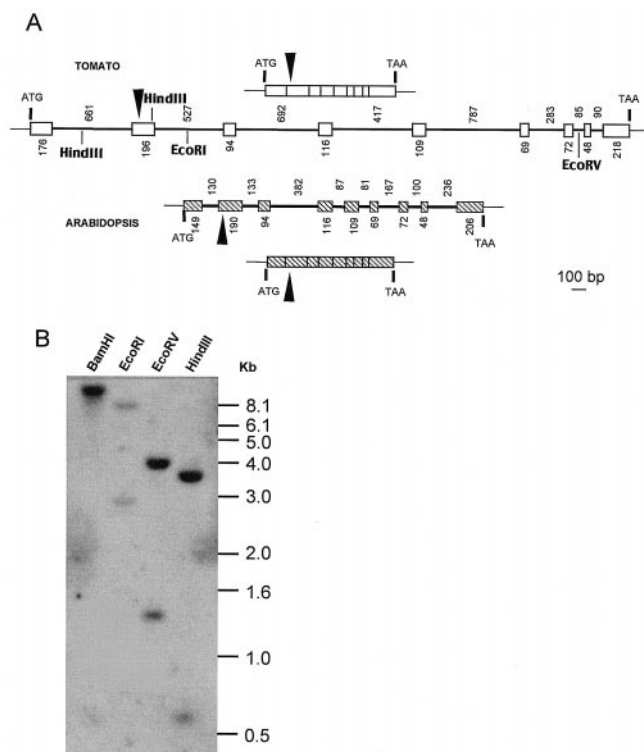 A
TOMATO
ATG
TAA
ATG
661
HindIII
527
692
417
787
283
85
90
TAA
176
HindIII
196
EcoRI
94
116
109
69
72
48
EcoRV
218
130
133
382
87
81
167
100
236
ARABIDOPSIS
ATG
149
190
94
116
109
69
72
48
206
TAA
ATG
TAA
100 bp
B
BamHI
EcoRI
EcoRV
HindIII
Kb
8.1
6.1
5.0
4.0
3.0
2.0
1.6
1.0
0.5